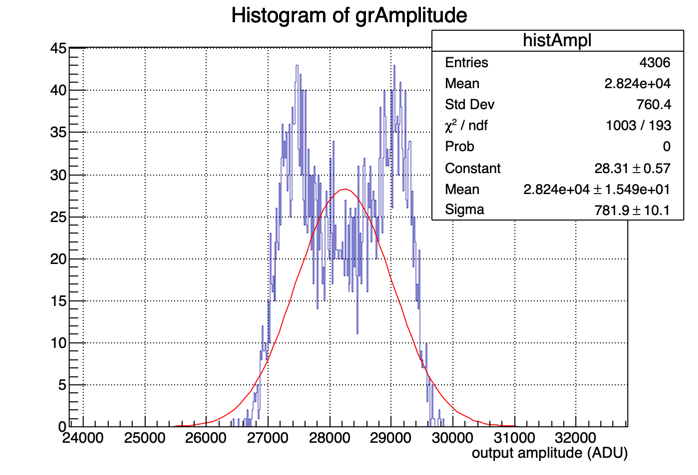 Histogram of grAmplitude
histAmpl
Entries 4306
Mean 2.824e+04
Std Dev 760.4
χ² / ndf 1003 / 193
Prob 0
Constant 28.31 ± 0.57
Mean 2.824e+04 ± 1.549e+01
Sigma 781.9 ± 10.1
45
40
35
30
25
20
15
10
5
0
24000 25000 26000 27000 28000 29000 30000 31000 32000
output amplitude (ADU)